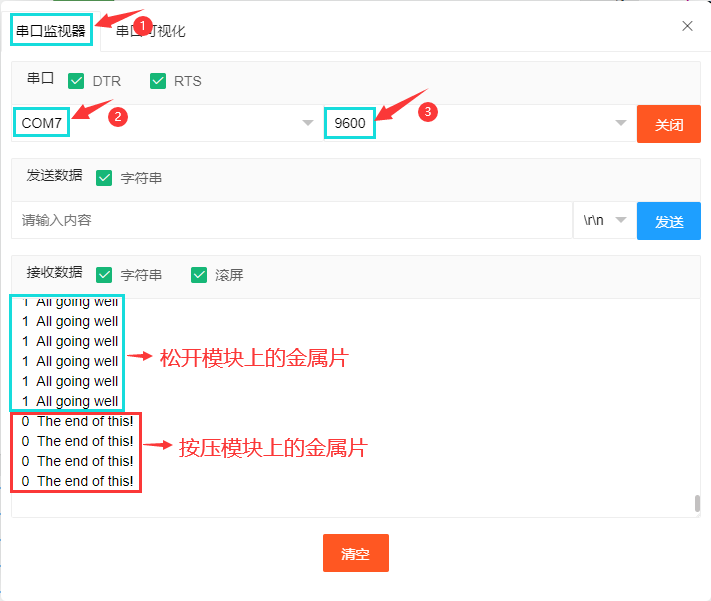 串口监视器 1 串口可视化
串口 DTR RTS
COM7 2 9600 3 关闭
发送数据 字符串
请输入内容 \r\n 发送
接收数据 字符串 滚屏
1 All going well
1 All going well
1 All going well
1 All going well
1 All going well
1 All going well
松开模块上的金属片
0 The end of this!
0 The end of this!
0 The end of this!
0 The end of this!
按压模块上的金属片
清空